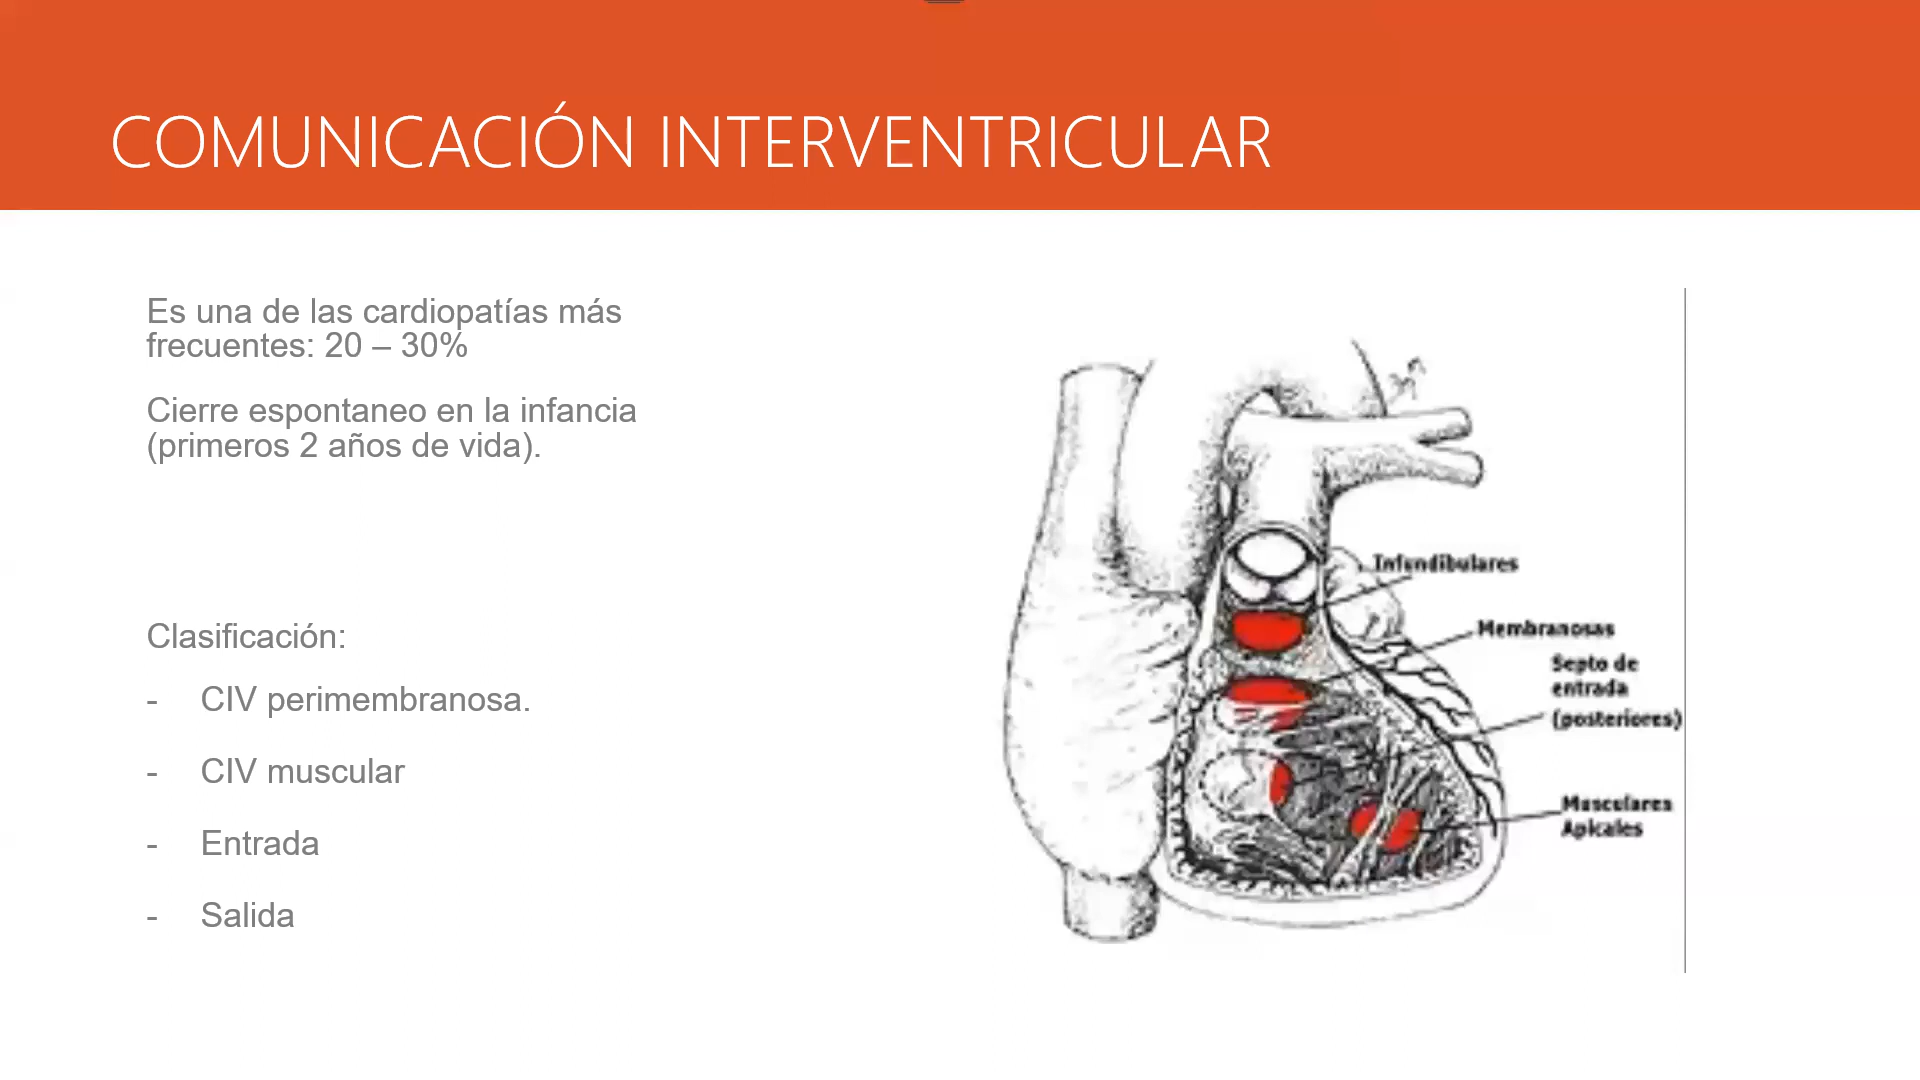 COMUNICACIÓN INTERVENTRICULAR
Es una de las cardiopatías más
frecuentes: 20 – 30%
Cierre espontaneo en la infancia
(primeros 2 años de vida).
Clasificación:
- CIV perimembranosa.
- CIV muscular
- Entrada
- Salida
Infundibulares
Membranosas
Septo de
entrada
(posteriores)
Musculares
Apicales